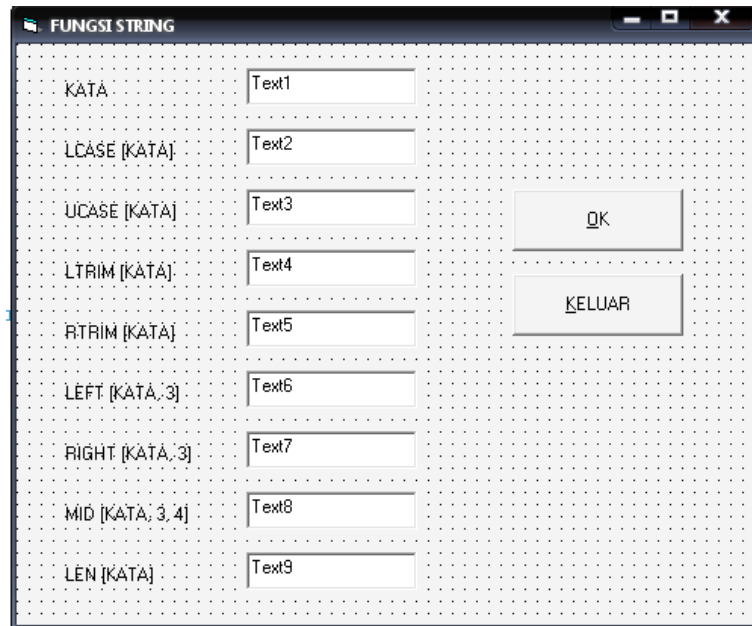 FUNGSI STRING
KATA Text1
LCASE [KATA] Text2
UCASE [KATA] Text3
OK
LTRIM [KATA] Text4
KELUAR
RTRIM [KATA] Text5
LEFT [KATA, 3] Text6
RIGHT [KATA, 3] Text7
MID [KATA, 3, 4] Text8
LEN [KATA] Text9